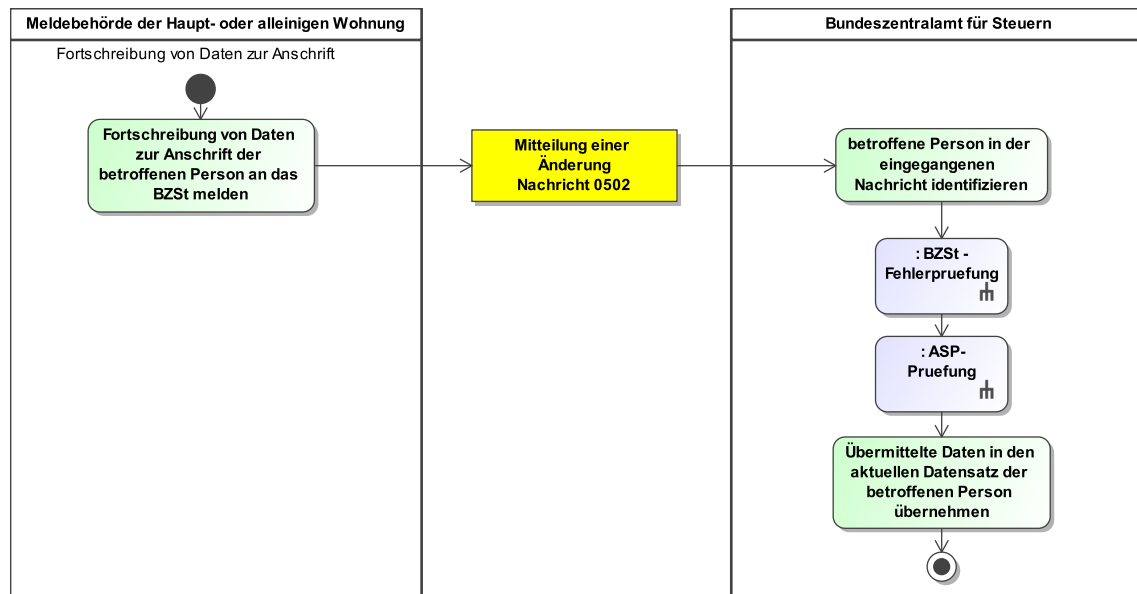 Meldebehörde der Haupt- oder alleinigen Wohnung
Bundeszentralamt für Steuern
Fortschreibung von Daten zur Anschrift
Fortschreibung von Daten
zur Anschrift der
betroffenen Person an das
BZSt melden
Mitteilung einer
Änderung
Nachricht 0502
betroffene Person in der
eingegangenen
Nachricht identifizieren
: BZSt -
Fehlerpruefung
: ASP-
Pruefung
Übermittelte Daten in den
aktuellen Datensatz der
betroffenen Person
übernehmen